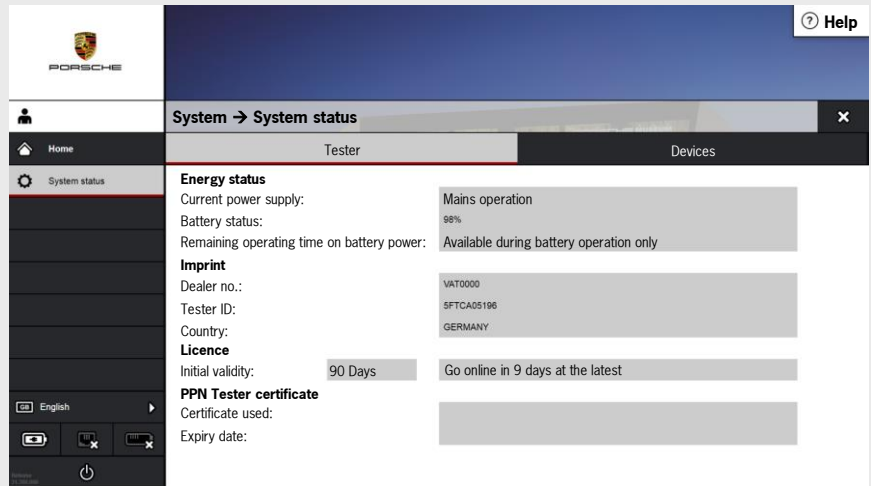 ? Help
PORSCHE
System → System status
Home
Tester
Devices
System status
Energy status
Current power supply: Mains operation
Battery status: 98%
Remaining operating time on battery power: Available during battery operation only
Imprint
Dealer no.: VAT0000
Tester ID: 5FTCA05196
Country: GERMANY
Licence
Initial validity: 90 Days Go online in 9 days at the latest
PPN Tester certificate
Certificate used:
Expiry date:
GB English